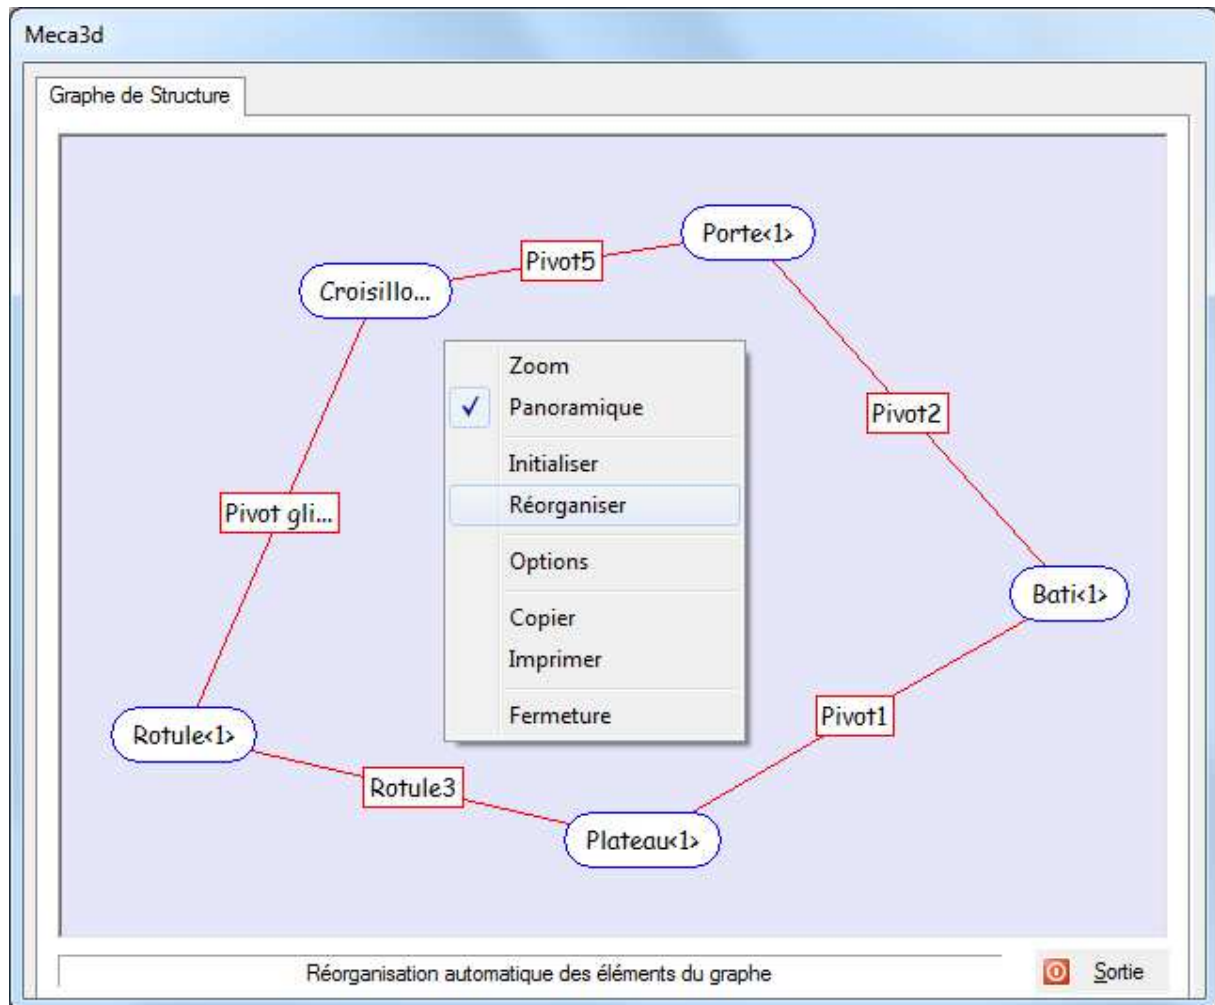 Meca3d
Graphe de Structure
Porte<1>
Pivot5
Croisillo...
Zoom
Panoramique
Pivot2
Initialiser
Réorganiser
Pivot gli...
Options
Bati<1>
Copier
Imprimer
Fermeture
Pivot1
Rotule<1>
Rotule3
Plateau<1>
Réorganisation automatique des éléments du graphe
Sortie